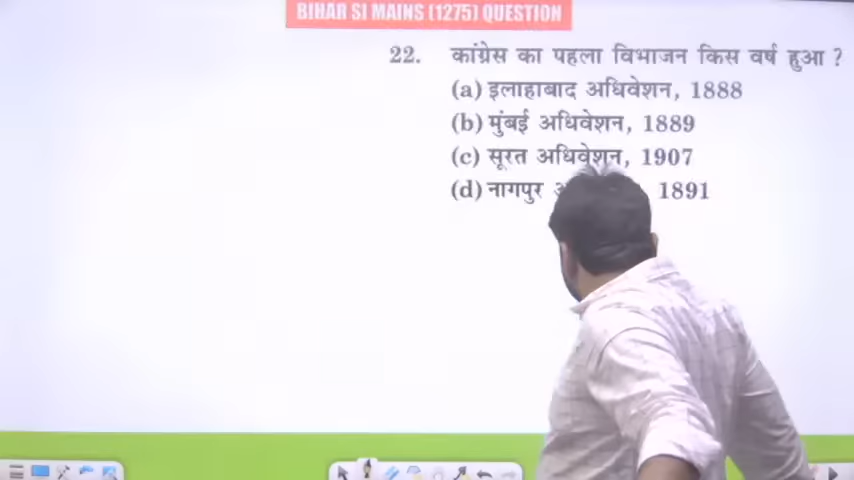 BIHAR SI MAINS (1275) QUESTION
22. कांग्रेस का पहला विभाजन किस वर्ष हुआ ?
(a) इलाहाबाद अधिवेशन, 1888
(b) मुंबई अधिवेशन, 1889
(c) सूरत अधिवेशन, 1907
(d) नागपुर 1891